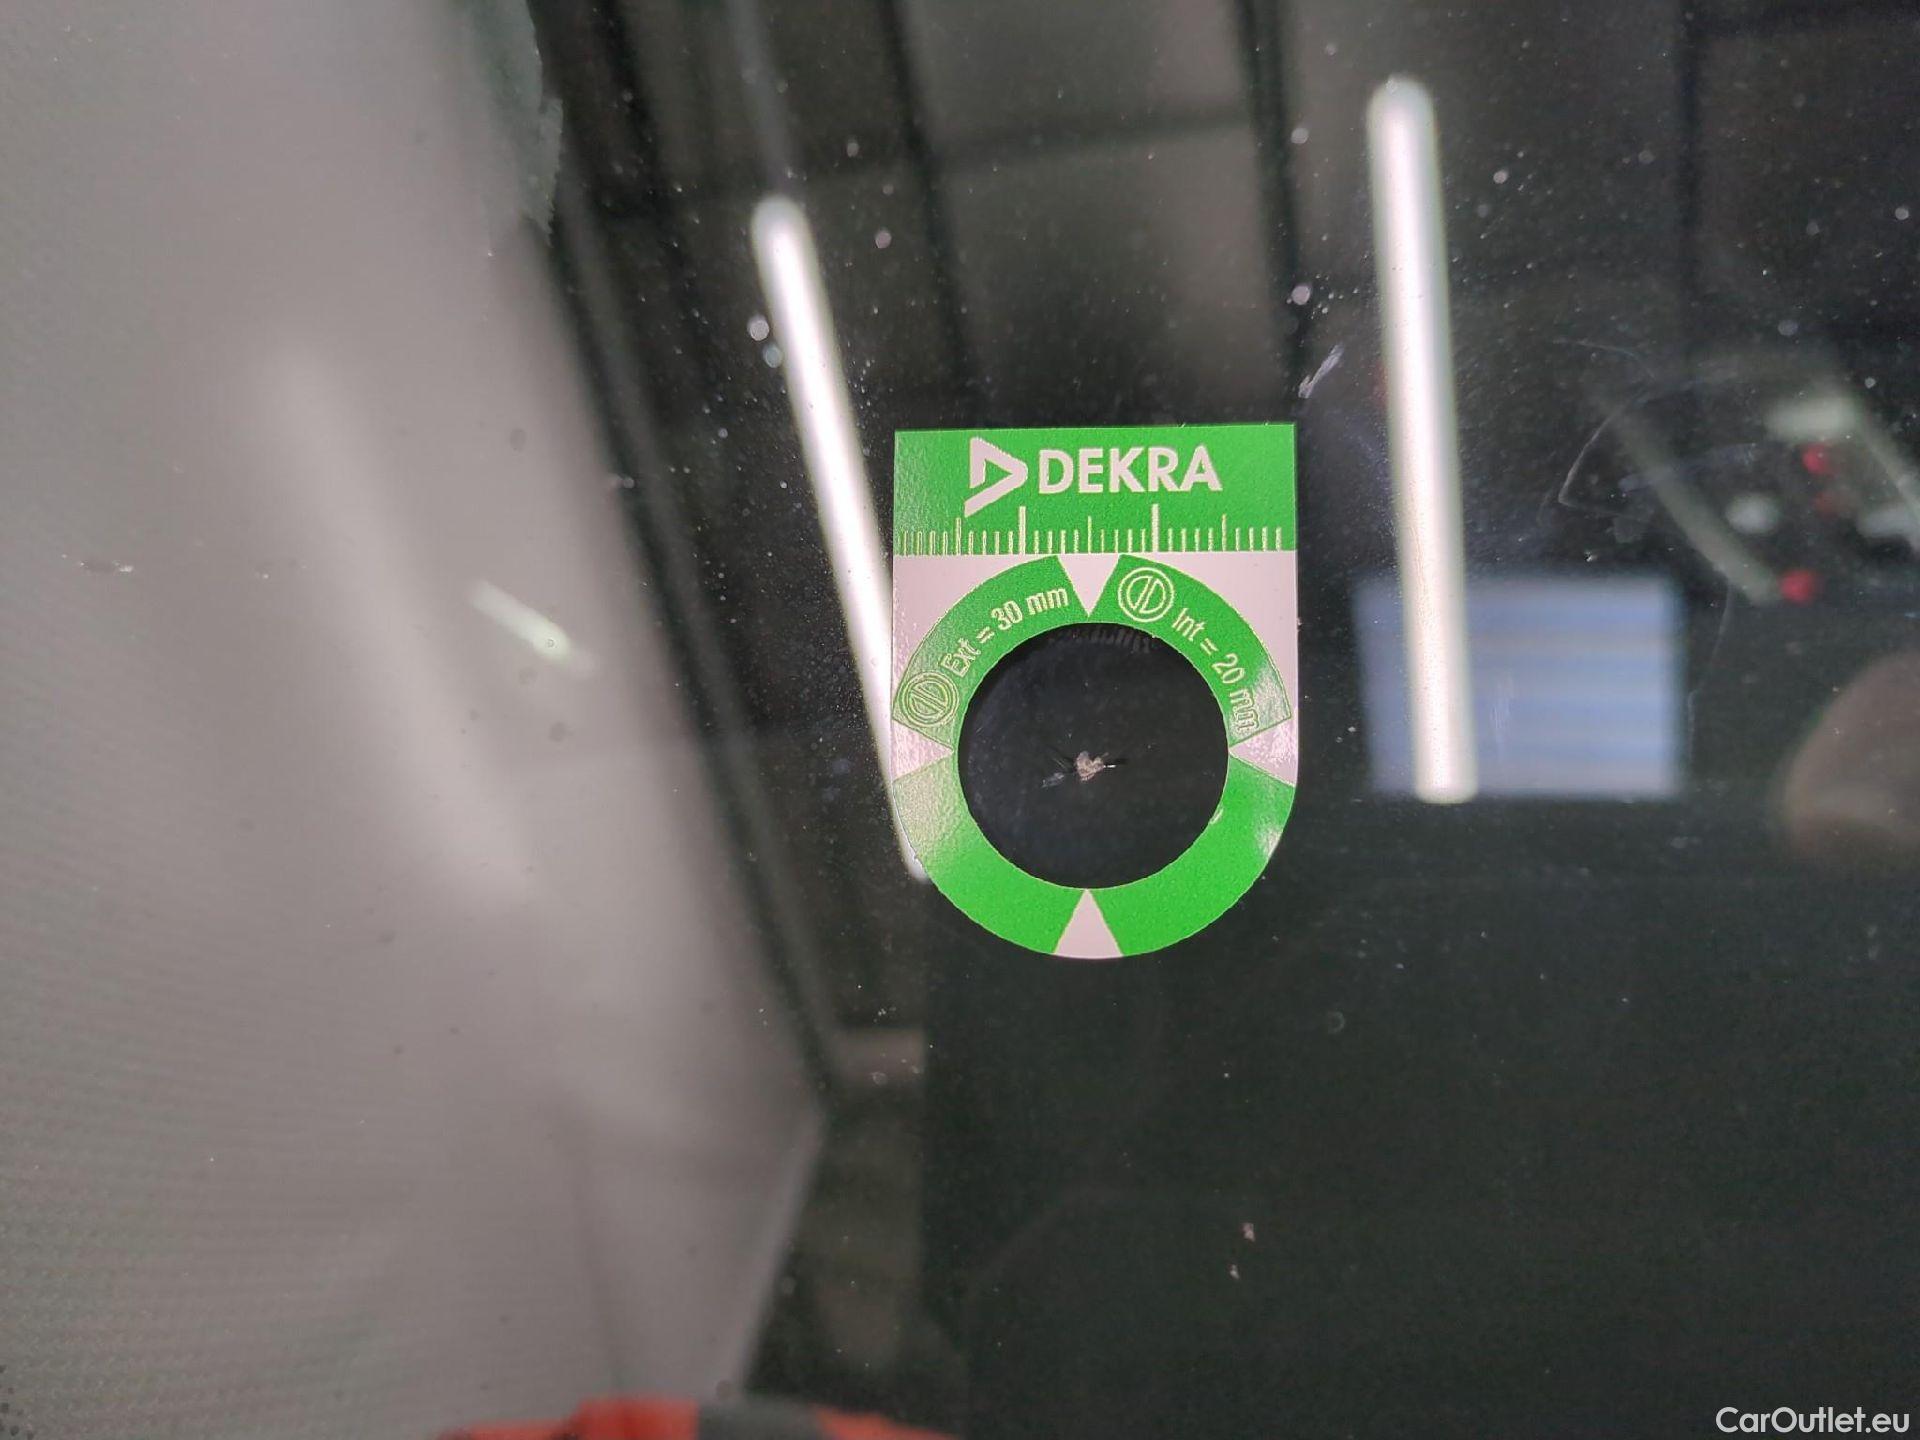 DEKRA
Ext = 30 mm
Int = 20 mm
CarOutlet.eu